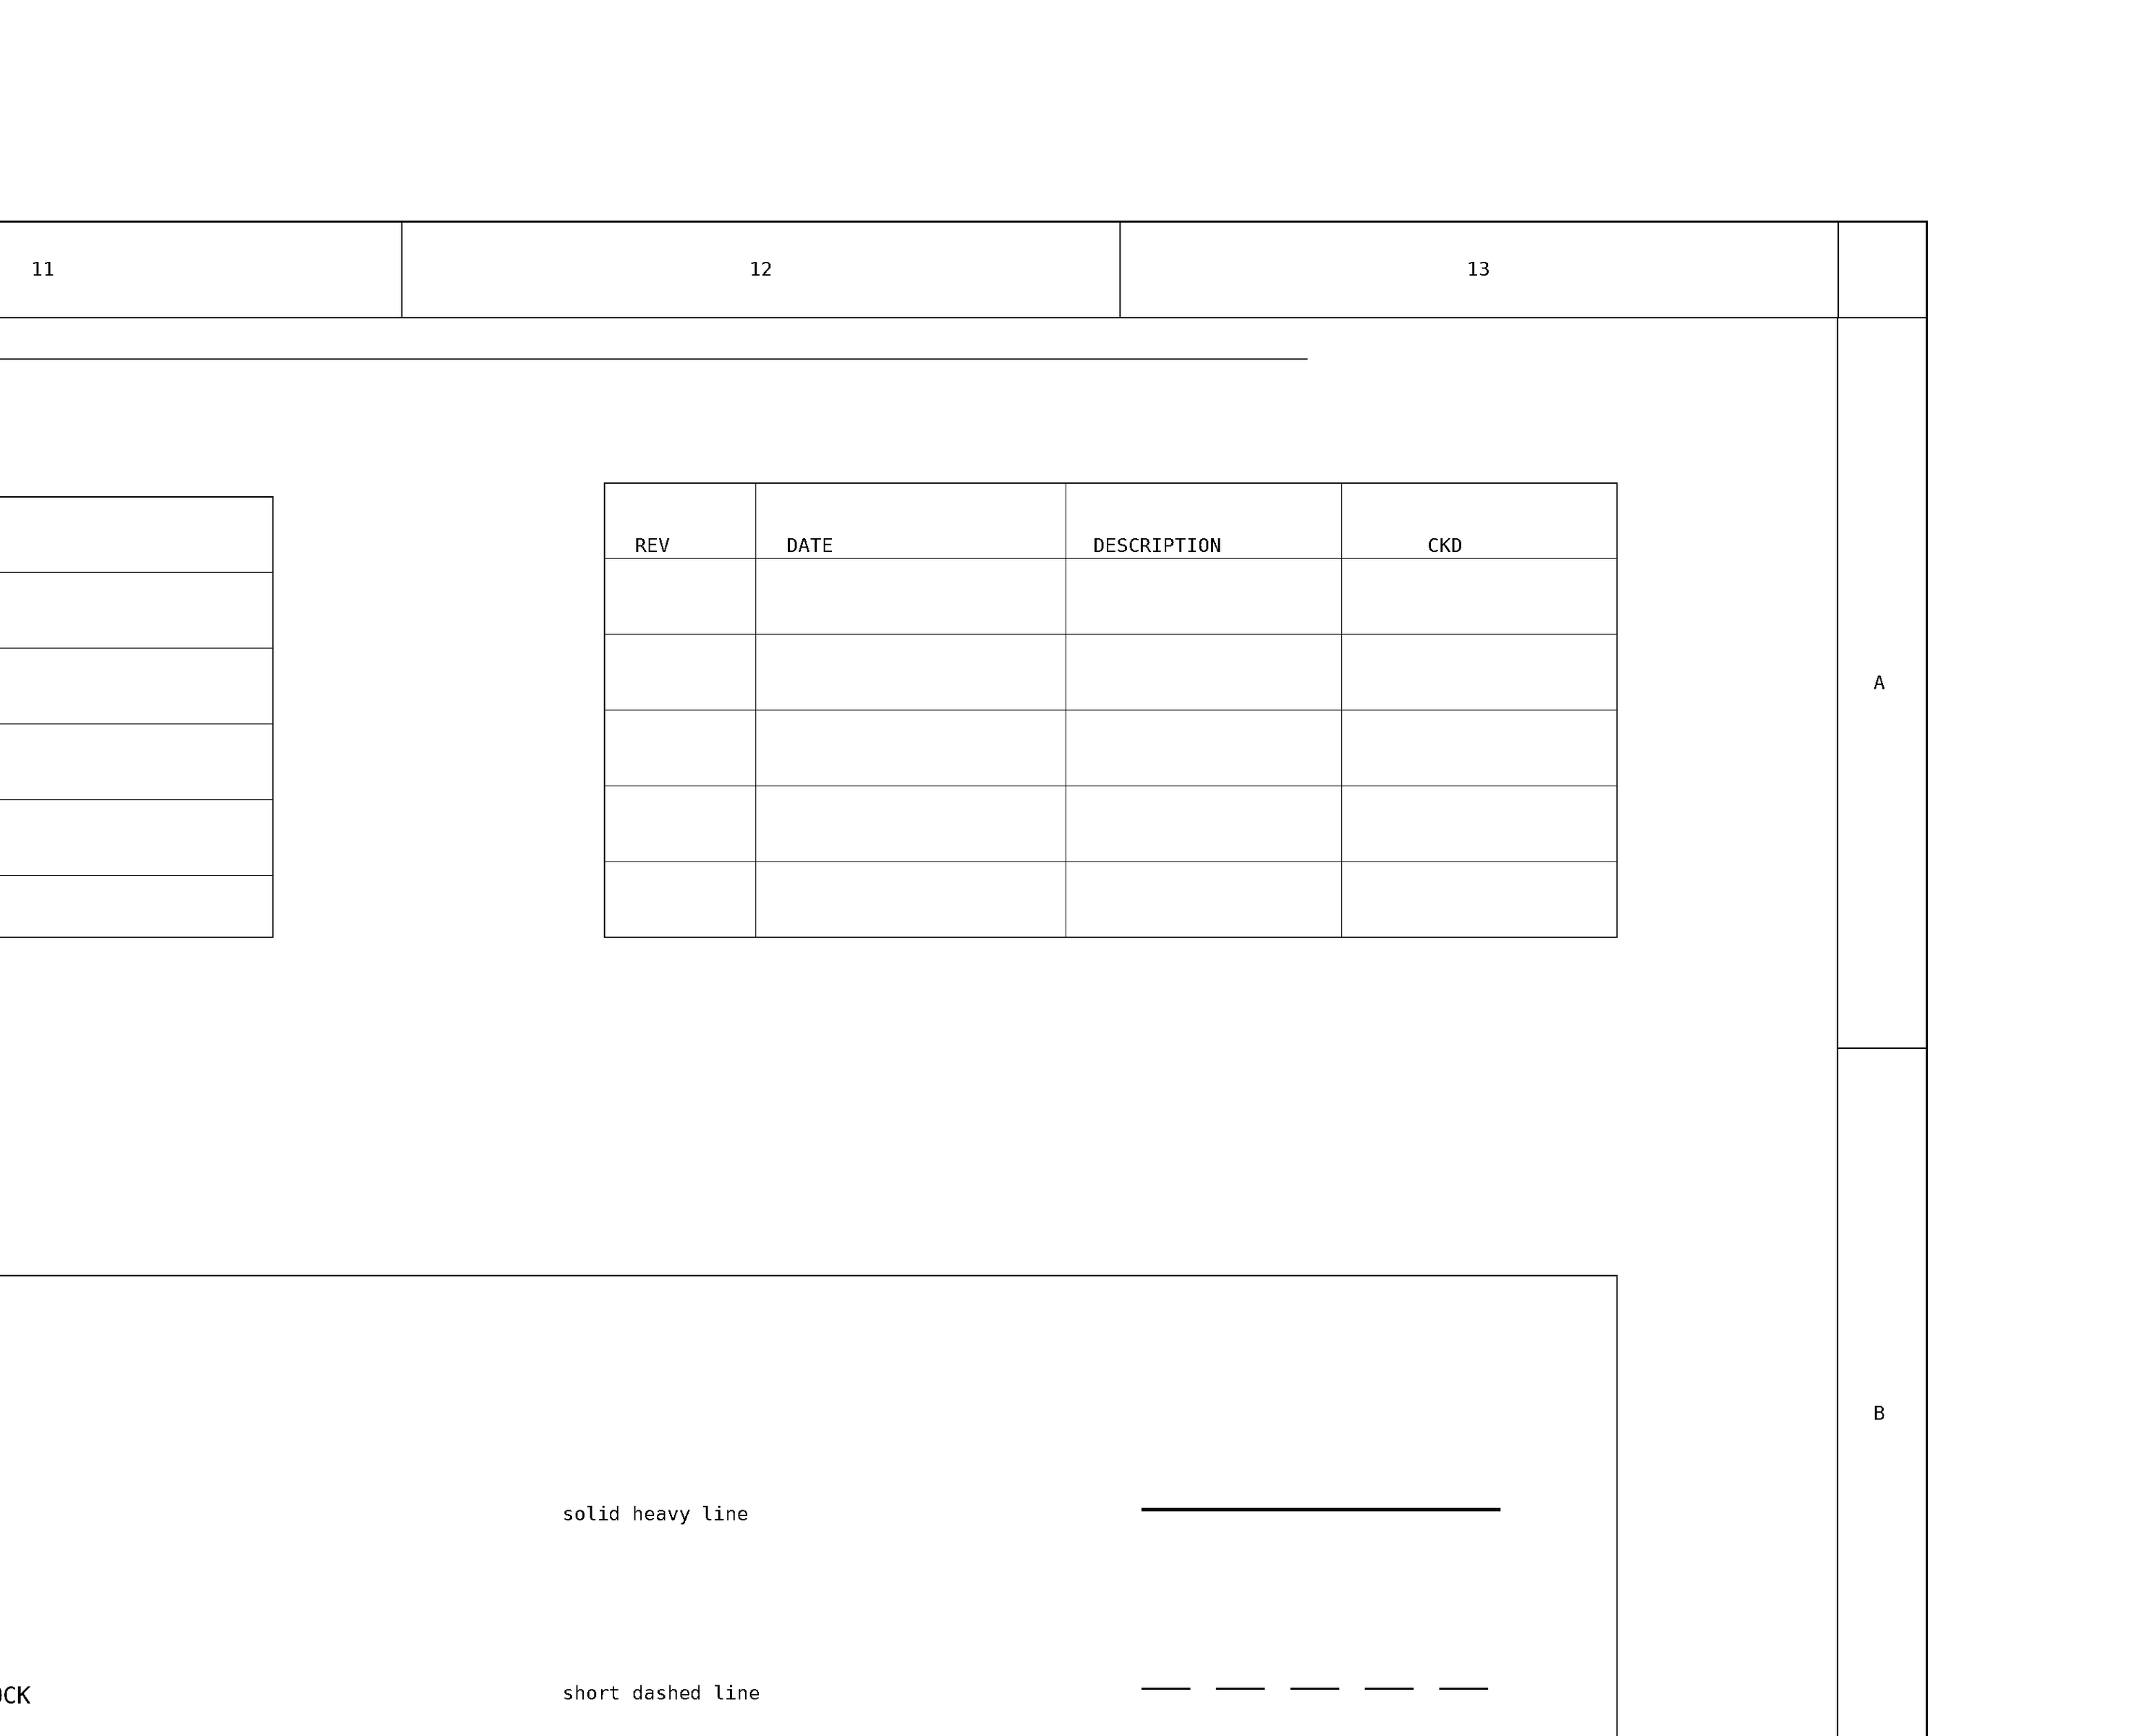 11 12 13
REV DATE DESCRIPTION CKD
A
B
solid heavy line
short dashed line